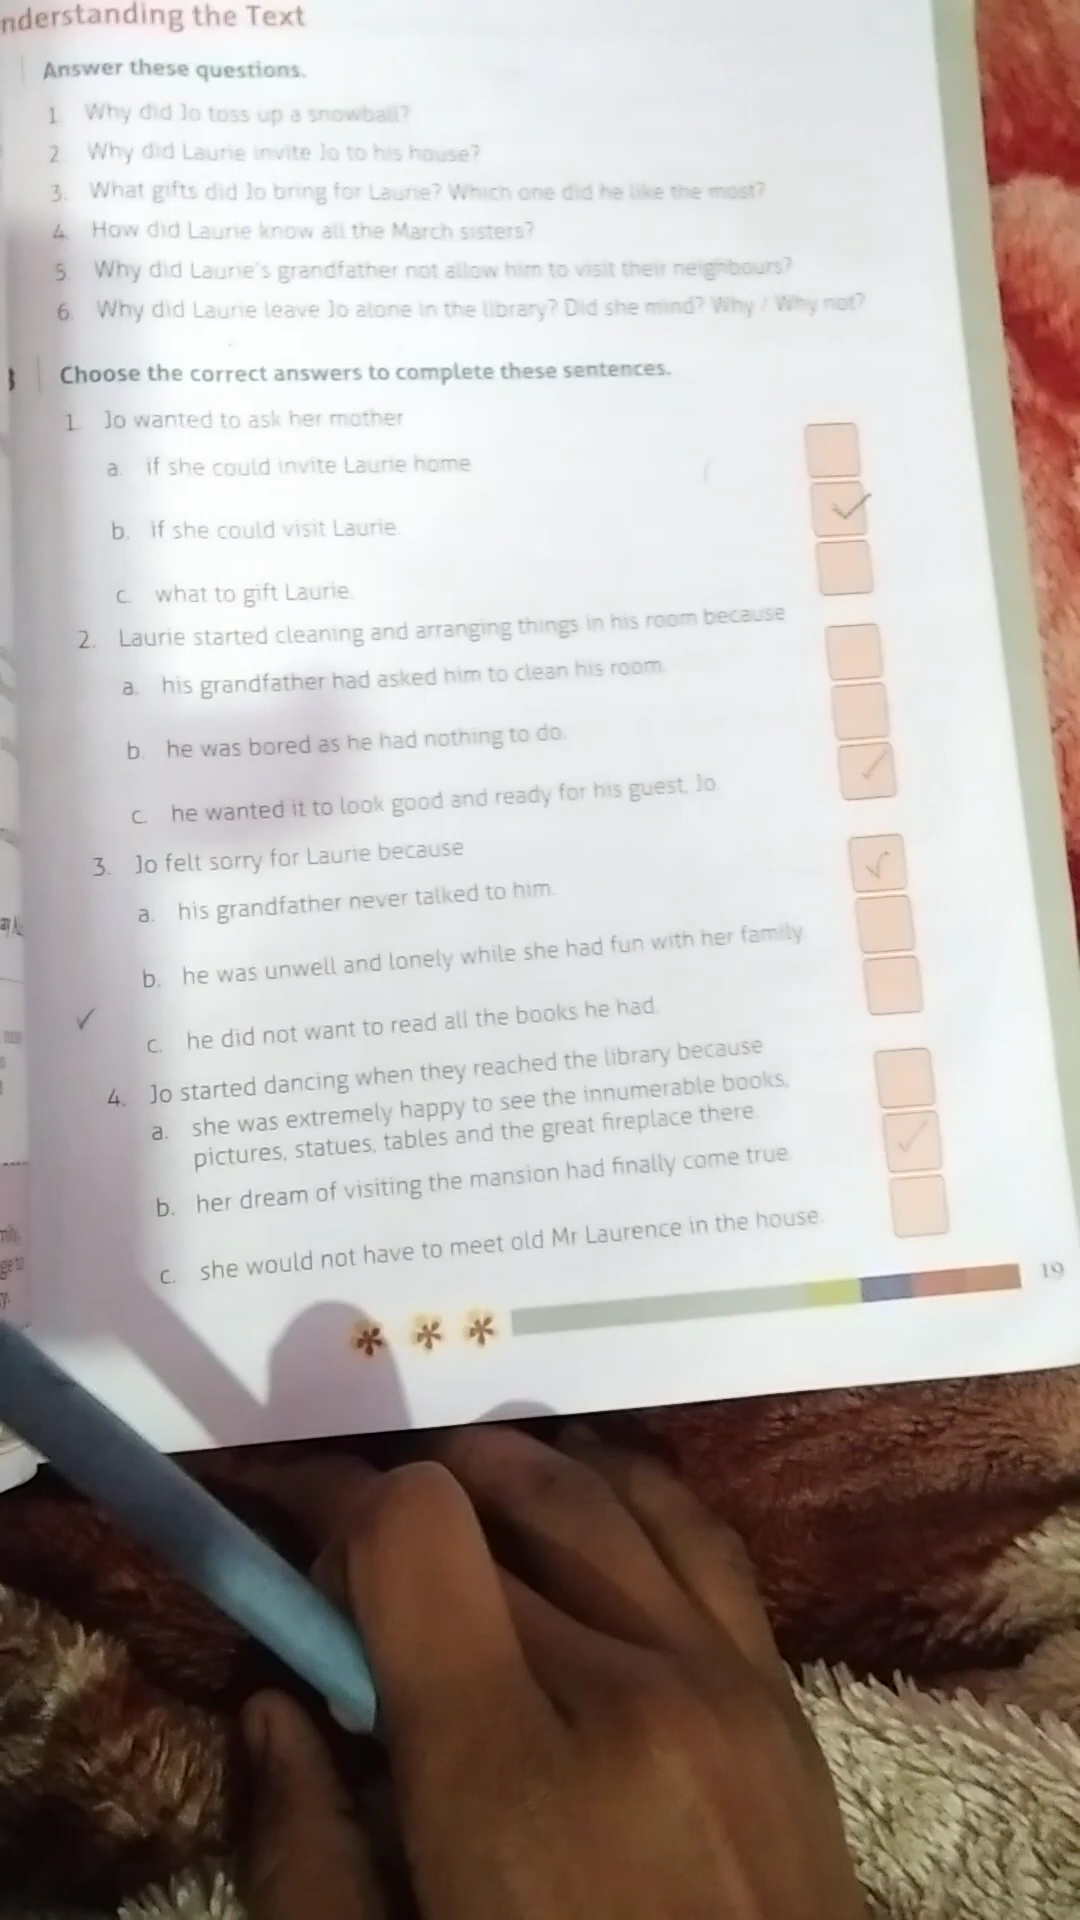 nderstanding the Text
Answer these questions.
1. Why did Jo toss up a snowball?
2. Why did Laurie invite Jo to his house?
3. What gifts did Jo bring for Laurie? Which one did he like the most?
4. How did Laurie know all the March sisters?
5. Why did Laurie's grandfather not allow him to visit their neighbours?
6. Why did Laurie leave Jo alone in the library? Did she mind? Why / Why not?
Choose the correct answers to complete these sentences.
1. Jo wanted to ask her mother
a. if she could invite Laurie home.
b. if she could visit Laurie.
c. what to gift Laurie.
2. Laurie started cleaning and arranging things in his room because
a. his grandfather had asked him to clean his room.
b. he was bored as he had nothing to do.
c. he wanted it to look good and ready for his guest, Jo.
3. Jo felt sorry for Laurie because
a. his grandfather never talked to him.
b. he was unwell and lonely while she had fun with her family.
c. he did not want to read all the books he had.
4. Jo started dancing when they reached the library because
a. she was extremely happy to see the innumerable books,
pictures, statues, tables and the great fireplace there.
b. her dream of visiting the mansion had finally come true.
c. she would not have to meet old Mr Laurence in the house.
19